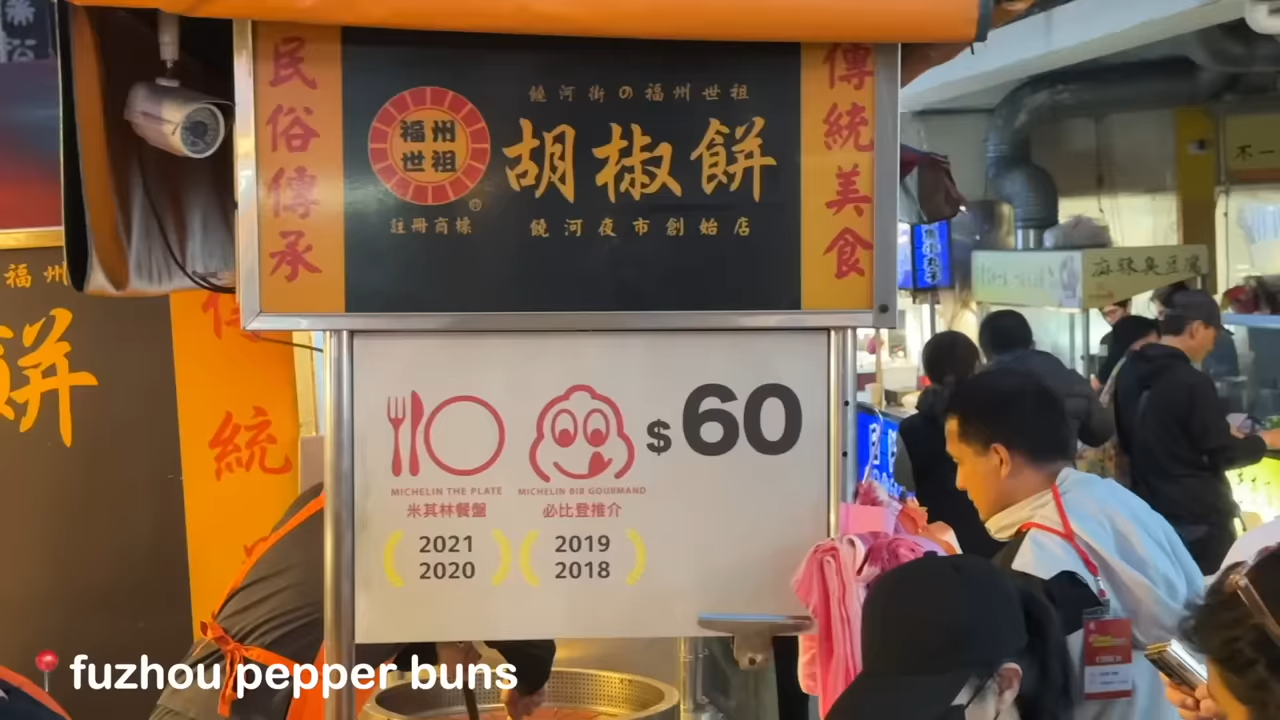 民俗傳承
饒河街の福州世祖
福州
世祖
胡椒餅
註冊商標
饒河夜市創始店
傳統美食
福州
餅
統
MICHELIN THE PLATE
米其林餐盤
2021
2020
MICHELIN BIB GOURMAND
必比登推介
2019
2018
$60
麻辣臭豆腐
不一
fuzhou pepper buns